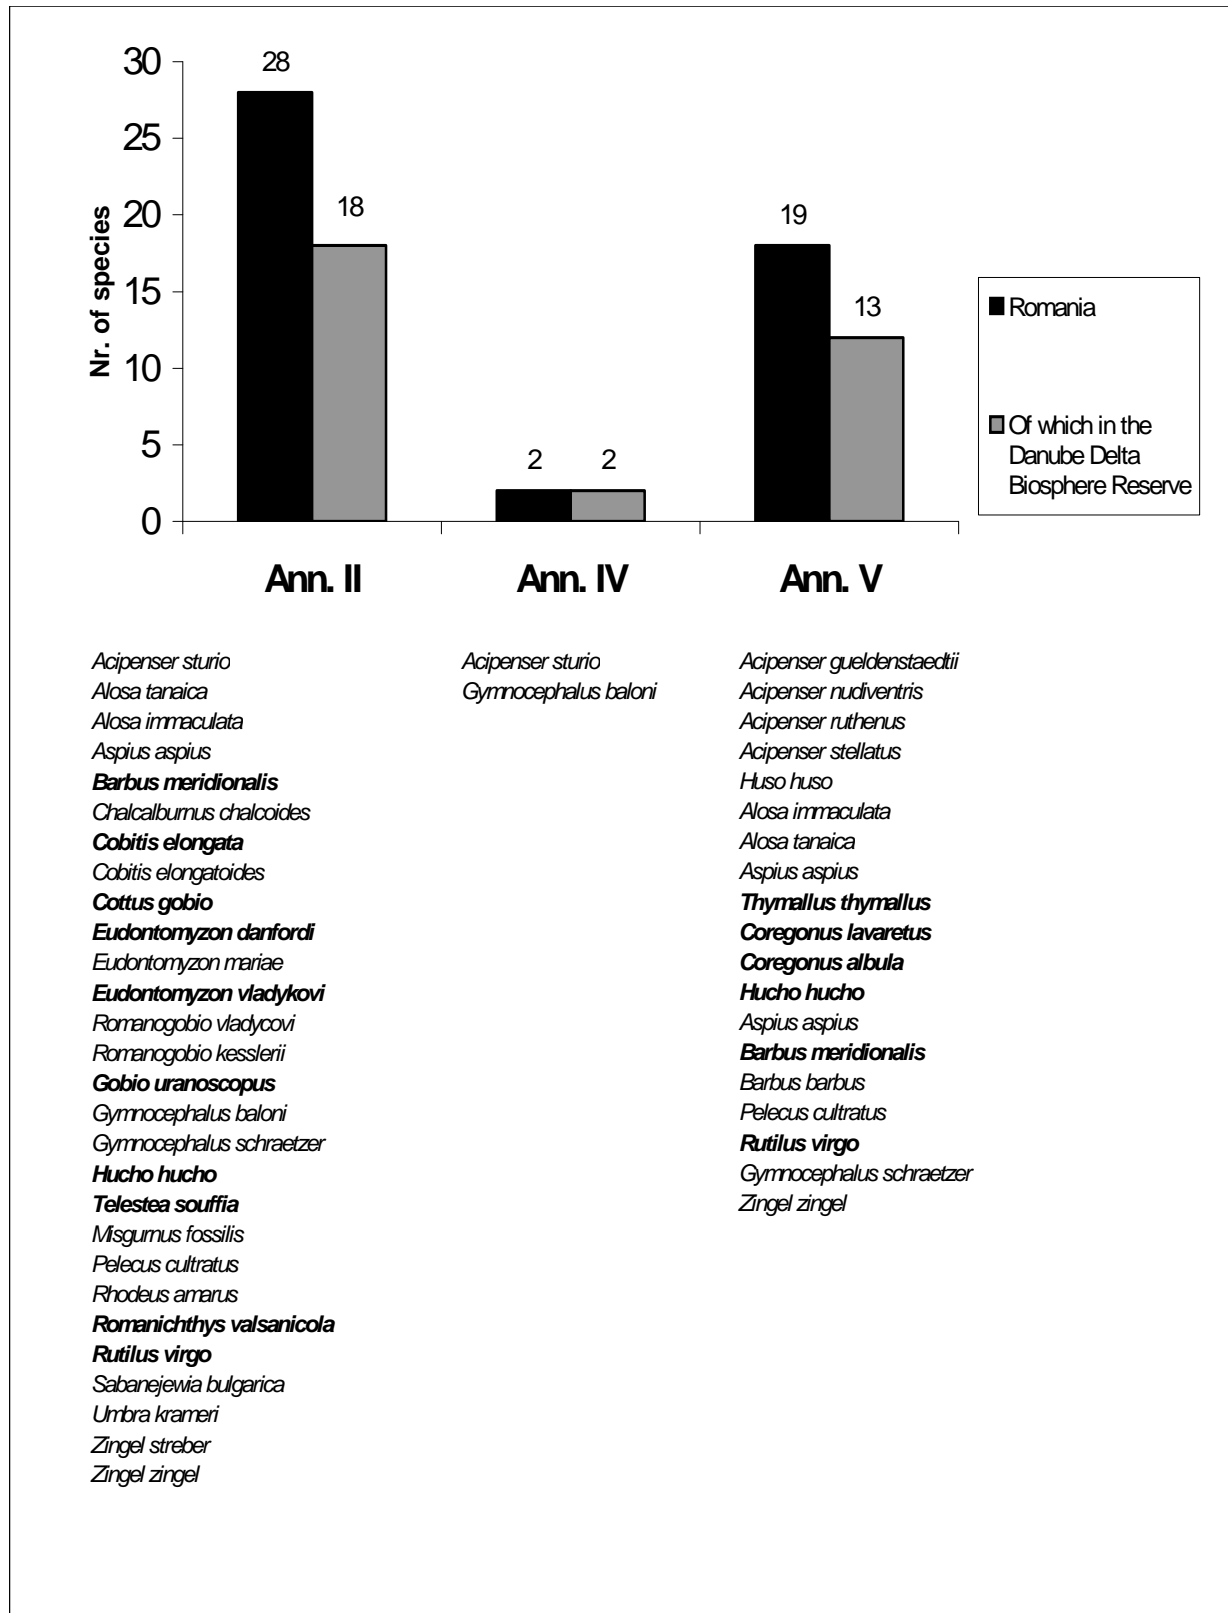 30
25
20
15
10
5
0
Nr. of species
28
18
2
2
19
13
Romania
Of which in the
Danube Delta
Biosphere Reserve
Ann. II
Ann. IV
Ann. V
Acipenser sturio
Alosa tanaica
Alosa immaculata
Aspius aspius
Barbus meridionalis
Chalcalburnus chalcoides
Cobitis elongata
Cobitis elongatoides
Cottus gobio
Eudontomyzon danfordi
Eudontomyzon mariae
Eudontomyzon vladykovi
Romanogobio vladycovi
Romanogobio kesslerii
Gobio uranoscopus
Gymnocephalus baloni
Gymnocephalus schraetzer
Hucho hucho
Telestea souffia
Misgurnus fossilis
Pelecus cultratus
Rhodeus amarus
Romanichthys valsanicola
Rutilus virgo
Sabanejewia bulgarica
Umbra krameri
Zingel streber
Zingel zingel
Acipenser sturio
Gymnocephalus baloni
Acipenser gueldenstaedtii
Acipenser nudiventris
Acipenser ruthenus
Acipenser stellatus
Huso huso
Alosa immaculata
Alosa tanaica
Aspius aspius
Thymallus thymallus
Coregonus lavaretus
Coregonus albula
Hucho hucho
Aspius aspius
Barbus meridionalis
Barbus barbus
Pelecus cultratus
Rutilus virgo
Gymnocephalus schraetzer
Zingel zingel